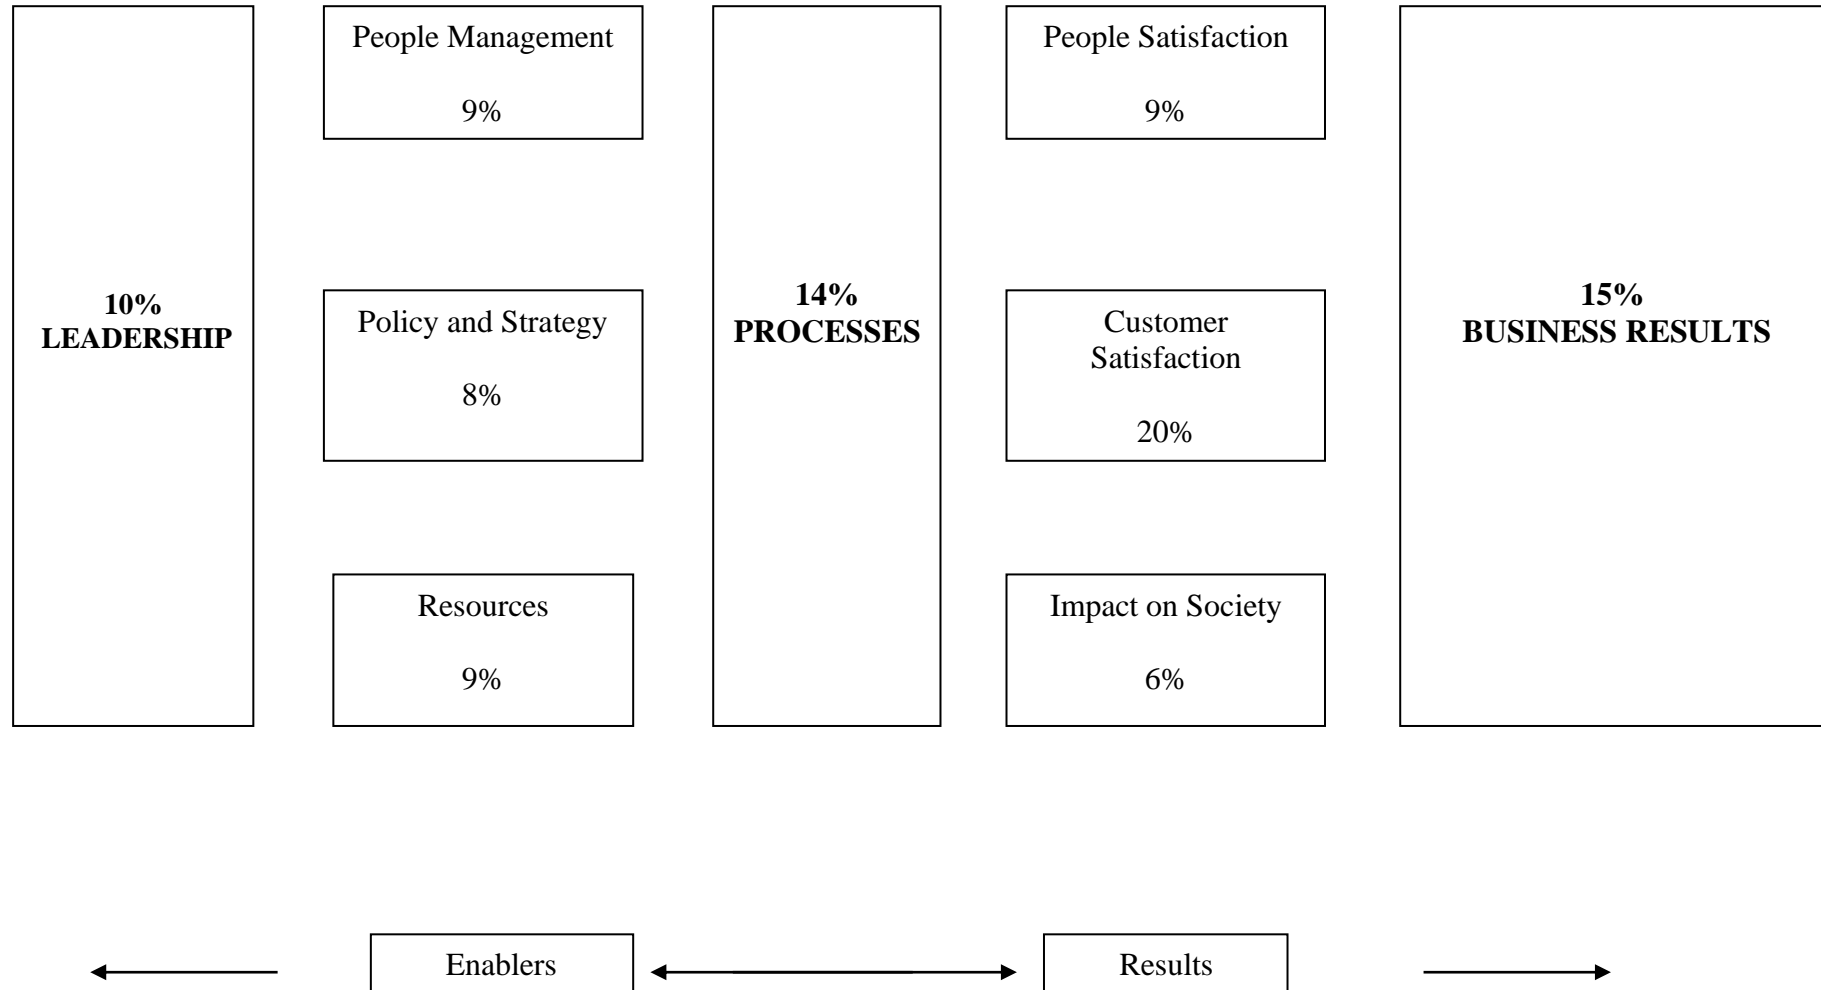 10%
LEADERSHIP
People Management
9%
Policy and Strategy
8%
Resources
9%
14%
PROCESSES
People Satisfaction
9%
Customer
Satisfaction
20%
Impact on Society
6%
15%
BUSINESS RESULTS
Enablers
Results